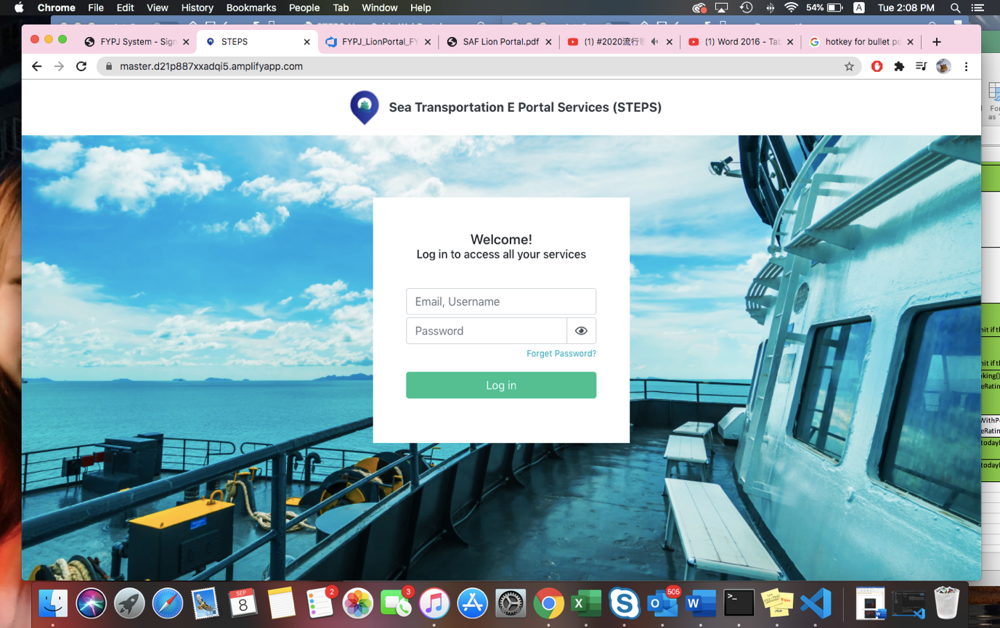 Chrome File Edit View History Bookmarks People Tab Window Help 54% A Tue 2:08 PM
FYPJ System - Sign STEPS FYPJ_LionPortal_FY SAF Lion Portal.pdf (1) #2020流行 (1) Word 2016 - Tab hotkey for bullet po
master.d21p887xxadqi5.amplifyapp.com
Sea Transportation E Portal Services (STEPS)
Welcome!
Log in to access all your services
Email, Username
Password
Forget Password?
Log in
SEP
8
2
3
505